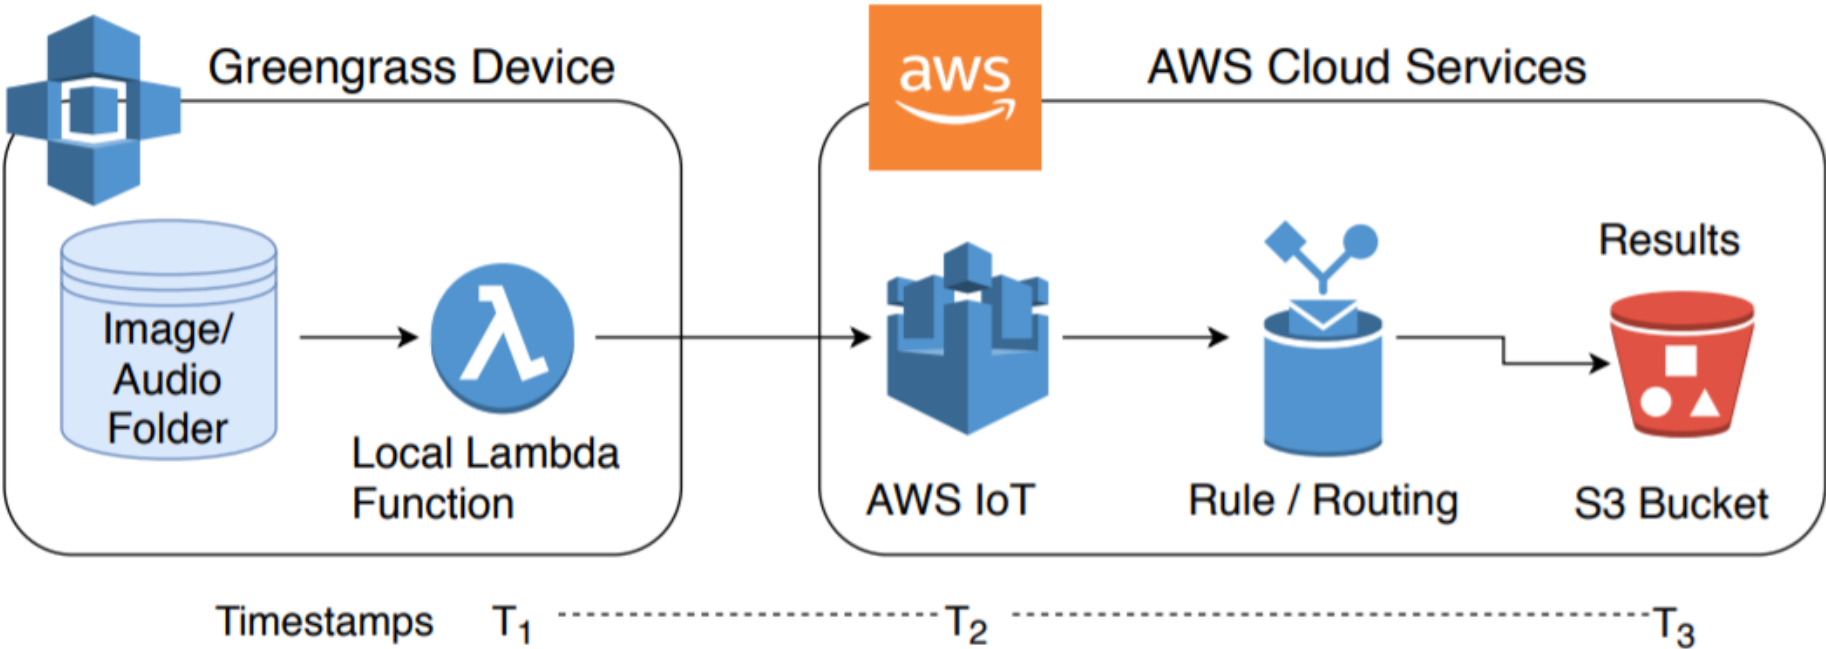 Greengrass Device
aws
AWS Cloud Services
Image/
Audio
Folder
Local Lambda
Function
AWS IoT
Rule / Routing
Results
S3 Bucket
Timestamps T1 T2 T3